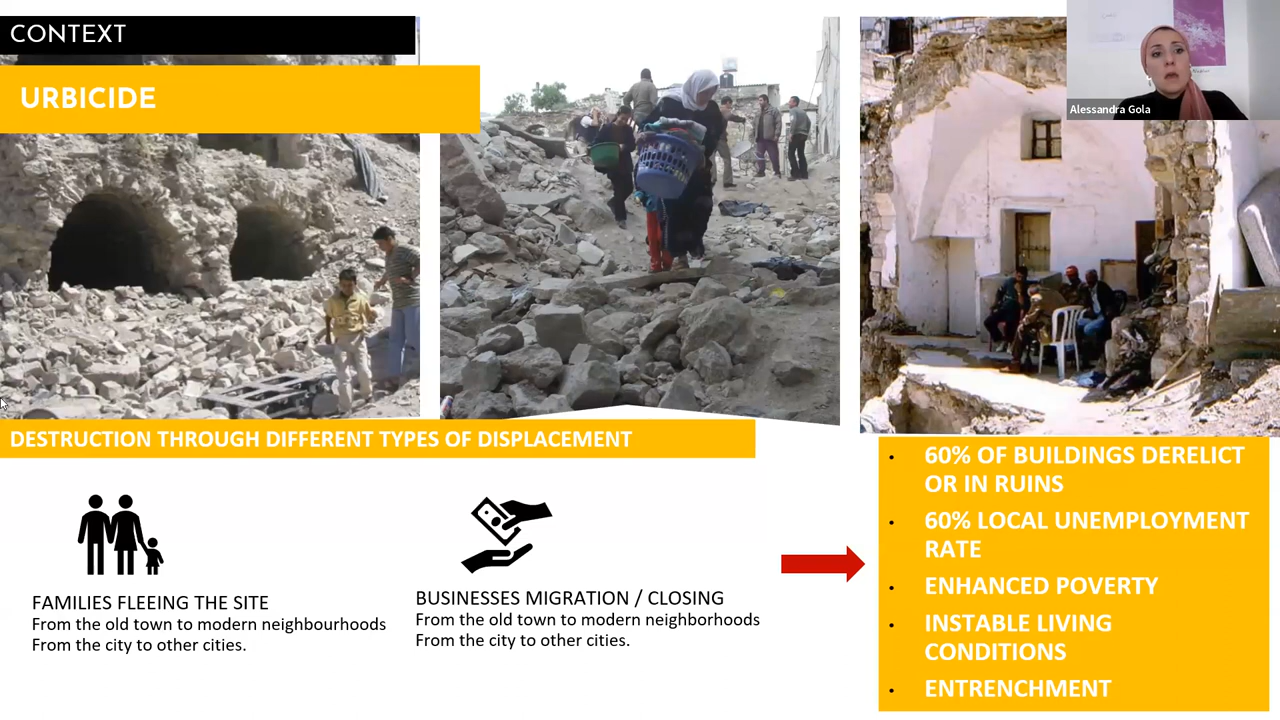 CONTEXT
URBICIDE
Alessandra Gola
DESTRUCTION THROUGH DIFFERENT TYPES OF DISPLACEMENT
FAMILIES FLEEING THE SITE
From the old town to modern neighbourhoods
From the city to other cities.
BUSINESSES MIGRATION / CLOSING
From the old town to modern neighborhoods
From the city to other cities.
• 60% OF BUILDINGS DERELICT
OR IN RUINS
• 60% LOCAL UNEMPLOYMENT
RATE
• ENHANCED POVERTY
• INSTABLE LIVING
CONDITIONS
• ENTRENCHMENT